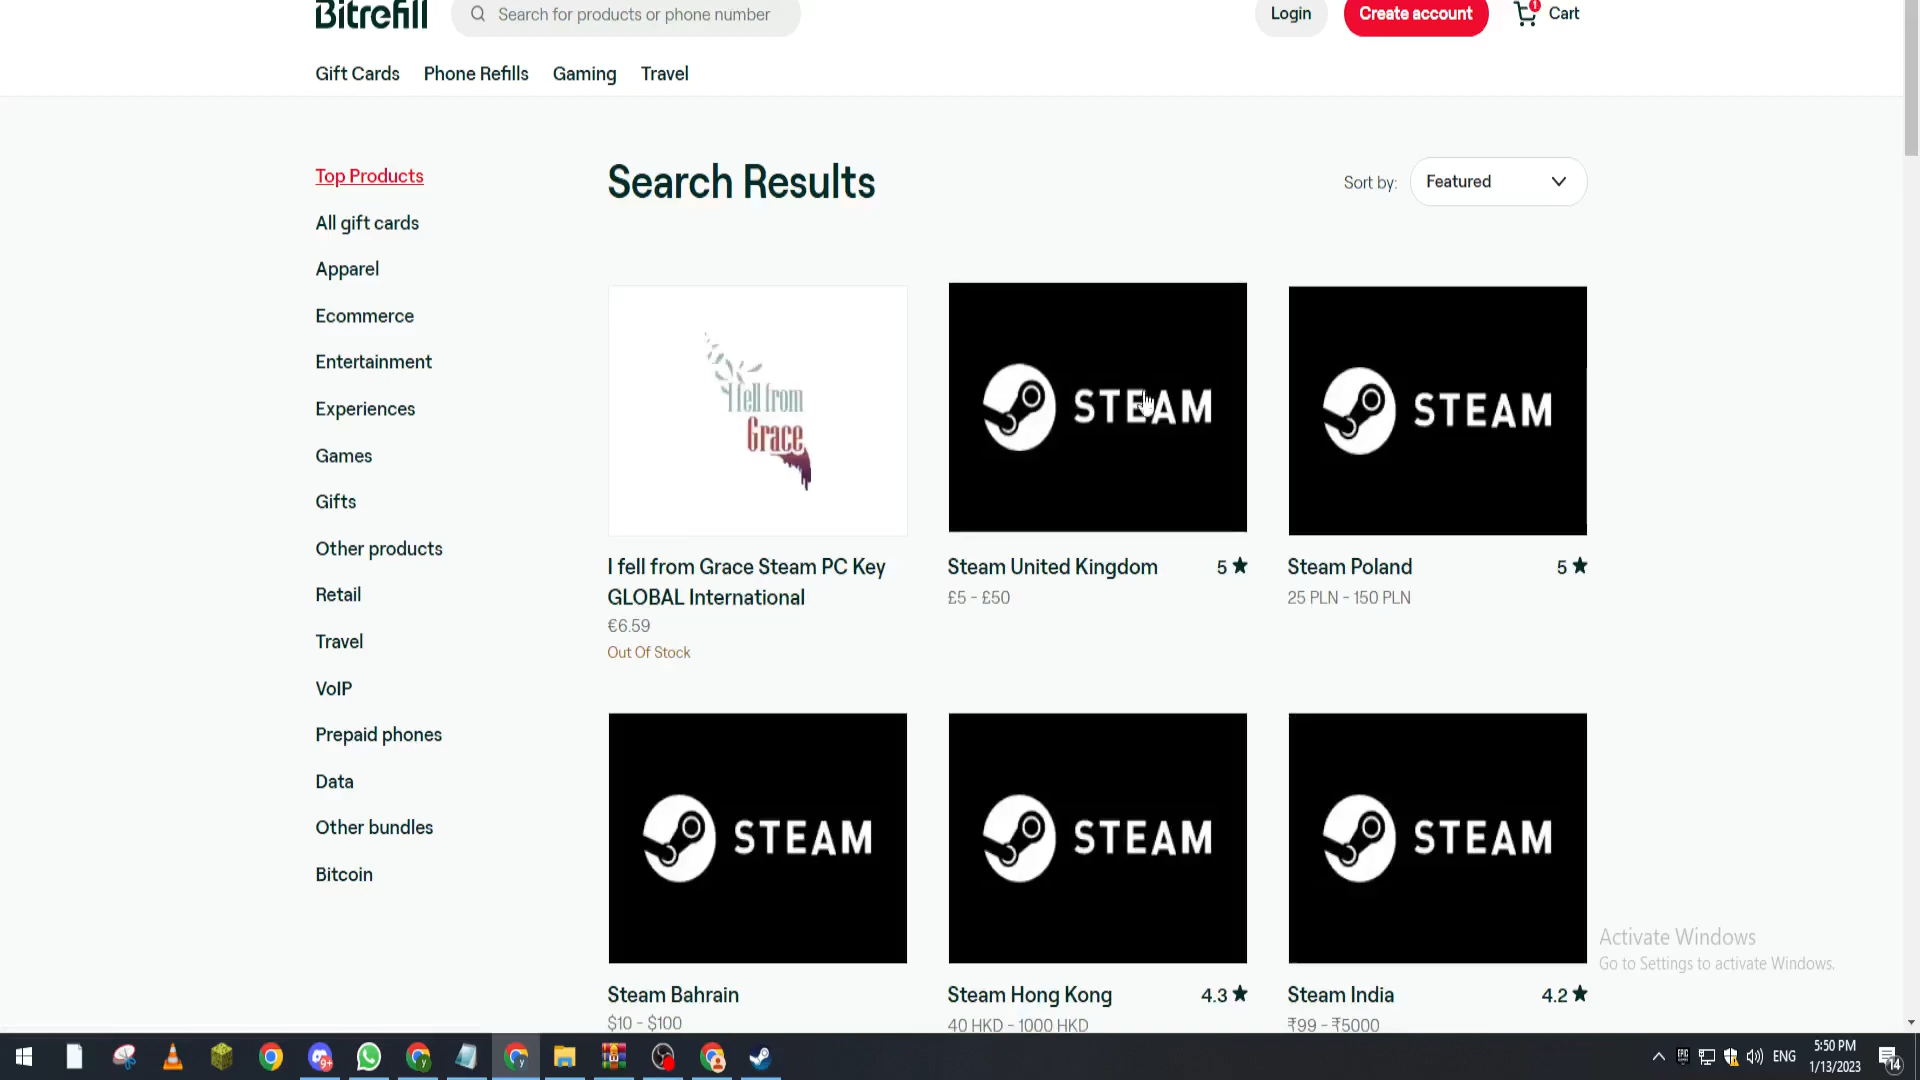 Bitrefill
Search for products or phone number
Login
Create account
1
Cart
Gift Cards
Phone Refills
Gaming
Travel
Top Products
All gift cards
Apparel
Ecommerce
Entertainment
Experiences
Games
Gifts
Other products
Retail
Travel
VoIP
Prepaid phones
Data
Other bundles
Bitcoin
Search Results
Sort by:
Featured
I fell from
Grace
STEAM
STEAM
I fell from Grace Steam PC Key
GLOBAL International
€6.59
Out Of Stock
Steam United Kingdom
5
£5 - £50
Steam Poland
5
25 PLN - 150 PLN
STEAM
STEAM
STEAM
Steam Bahrain
$10 - $100
Steam Hong Kong
4.3
40 HKD - 1000 HKD
Steam India
4.2
₹99 - ₹5000
Activate Windows
Go to Settings to activate Windows.
9+
y
y
EPIC
ENG
5:50 PM
1/13/2023
14